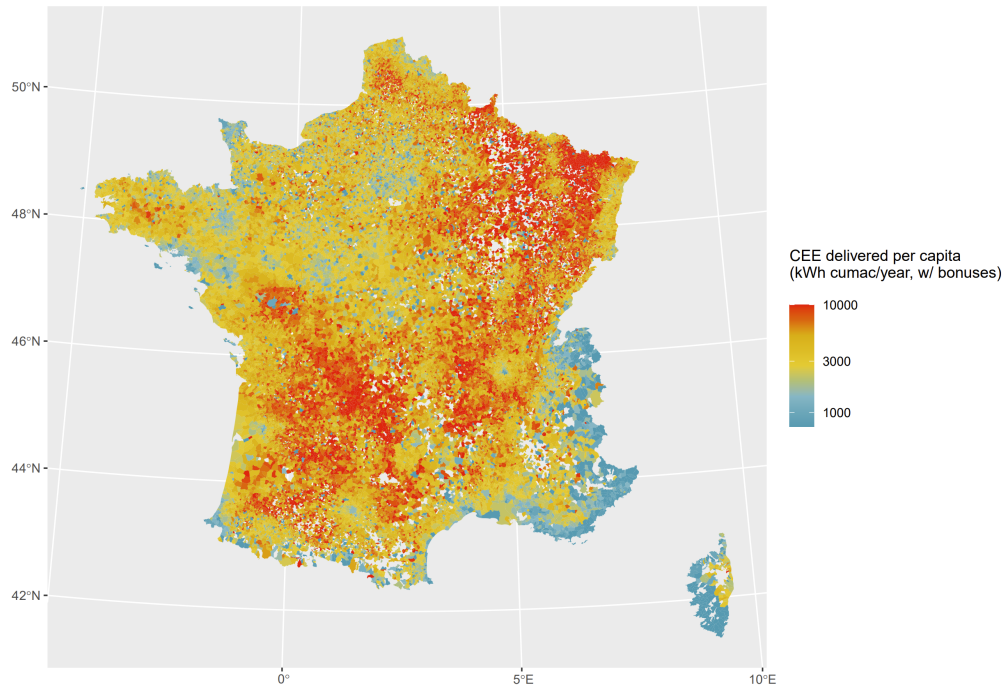 50°N
48°N
46°N
44°N
42°N
0°
5°E
10°E
CEE delivered per capita
(kWh cumac/year, w/ bonuses)
10000
3000
1000